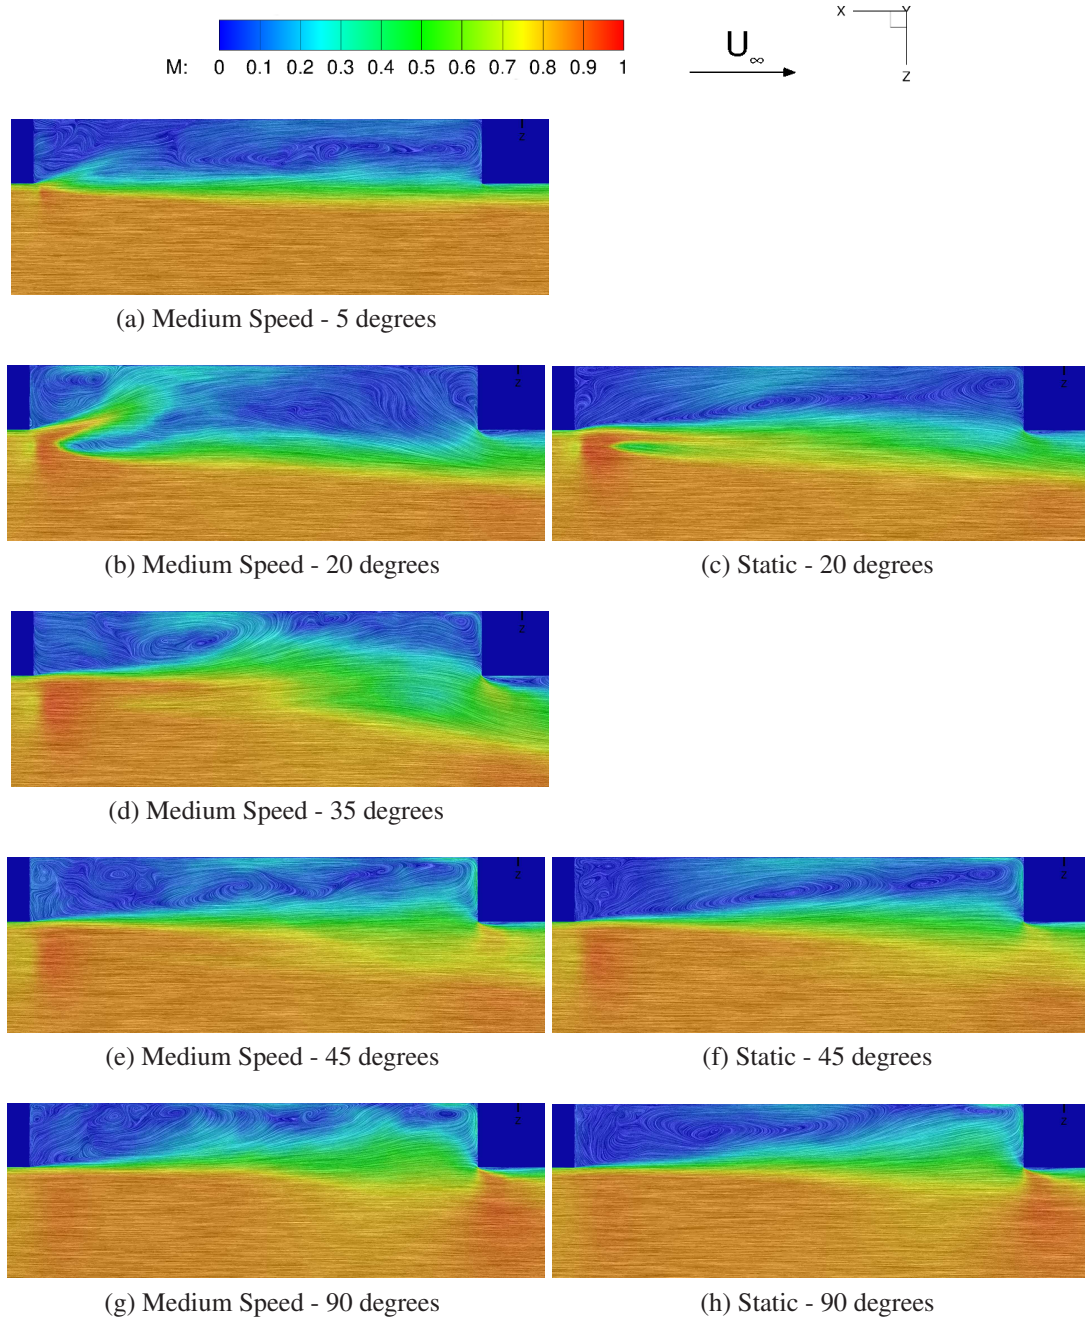 M: 0 0.1 0.2 0.3 0.4 0.5 0.6 0.7 0.8 0.9 1
U∞
X Y
Z
Z
(a) Medium Speed - 5 degrees
Z
Z
(b) Medium Speed - 20 degrees
(c) Static - 20 degrees
Z
(d) Medium Speed - 35 degrees
Z
Z
(e) Medium Speed - 45 degrees
(f) Static - 45 degrees
Z
Z
(g) Medium Speed - 90 degrees
(h) Static - 90 degrees